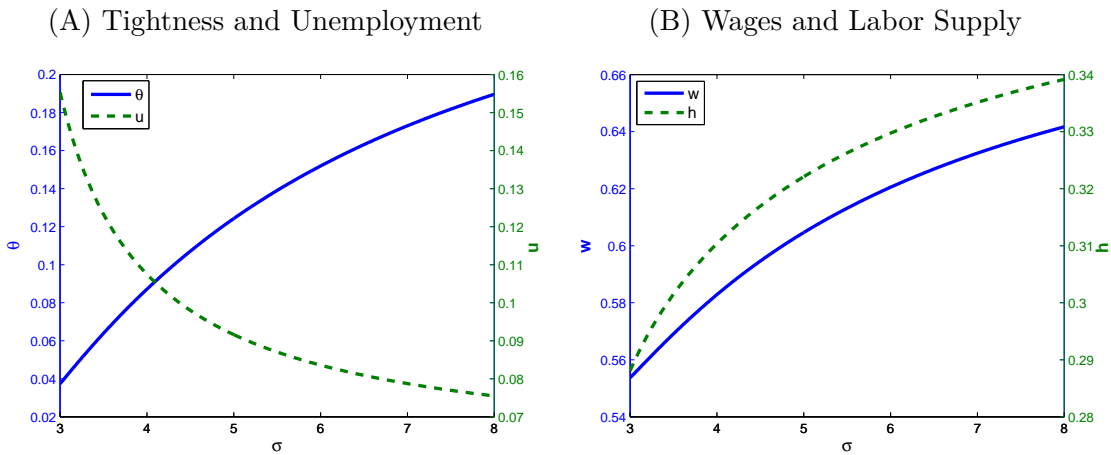 (A) Tightness and Unemployment
0.2
0.18
0.16
0.14
0.12
0.1
0.08
0.06
0.04
0.02
θ
θ
u
0.16
0.15
0.14
0.13
0.12
0.11
0.1
0.09
0.08
0.07
u
3 4 5 6 7 8
σ
(B) Wages and Labor Supply
0.66
0.64
0.62
0.6
0.58
0.56
0.54
w
w
h
0.34
0.33
0.32
0.31
0.3
0.29
0.28
h
3 4 5 6 7 8
σ